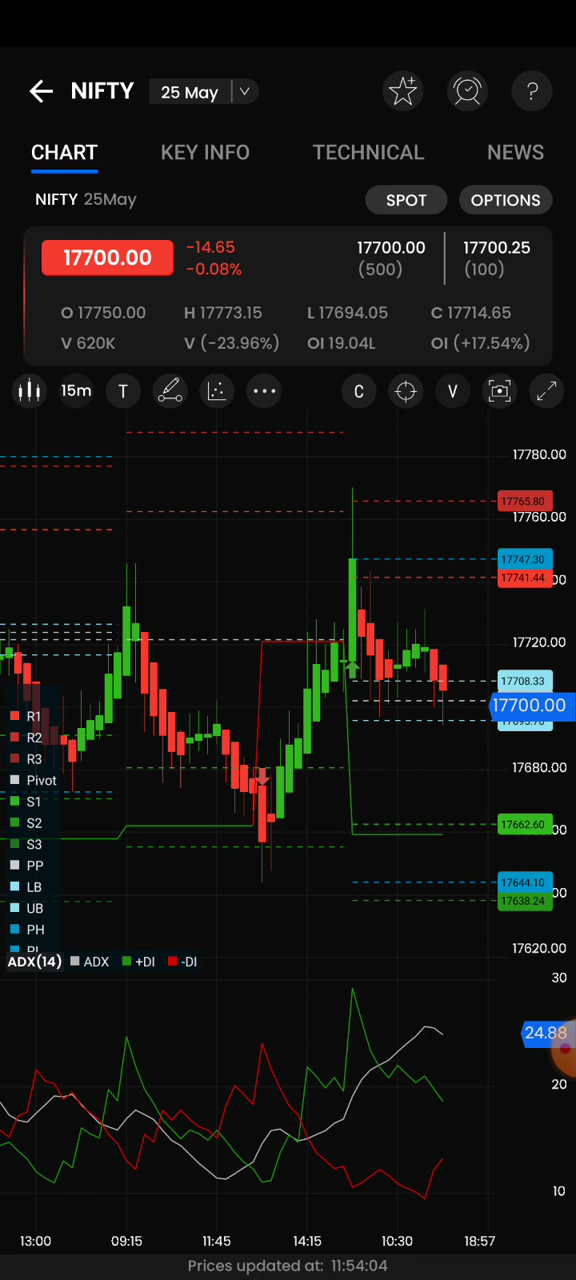 NIFTY 25 May
CHART KEY INFO TECHNICAL NEWS
NIFTY 25May SPOT OPTIONS
17700.00 -14.65 -0.08% 17700.00 (500) 17700.25 (100)
O 17750.00 H 17773.15 L 17694.05 C 17714.65
V 620K V (-23.96%) OI 19.04L OI (+17.54%)
15m T C V
17780.00
17765.80
17760.00
17747.30
17741.44
17720.00
17708.33
17700.00
17680.00
17662.60
17644.10
17638.24
17620.00
R1
R2
R3
Pivot
S1
S2
S3
PP
LB
UB
PH
ADX(14) ADX +DI -DI
30
24.88
20
10
13:00 09:15 11:45 14:15 10:30 18:57
Prices updated at: 11:54:04